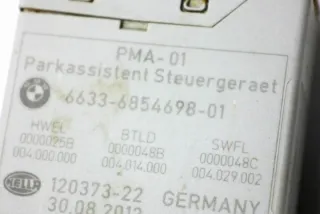 PMA-01
Parkassistent Steuergeraet
BMW
6633-6854698-01
HWEL BTLD SWFL
0000025B 0000048B 0000048C
004.000.000 004.014.000 004.029.002
HELLA 120373-22 GERMANY
30.08.2012